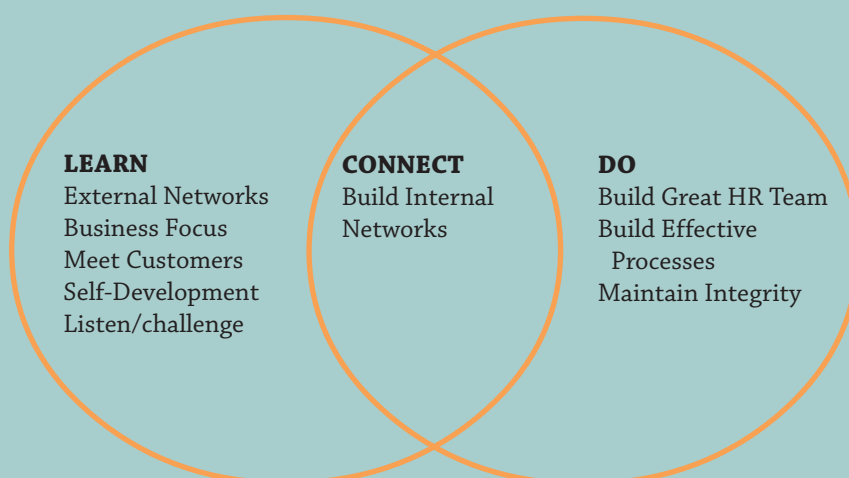 LEARN
External Networks
Business Focus
Meet Customers
Self-Development
Listen/challenge
CONNECT
Build Internal
Networks
DO
Build Great HR Team
Build Effective
Processes
Maintain Integrity